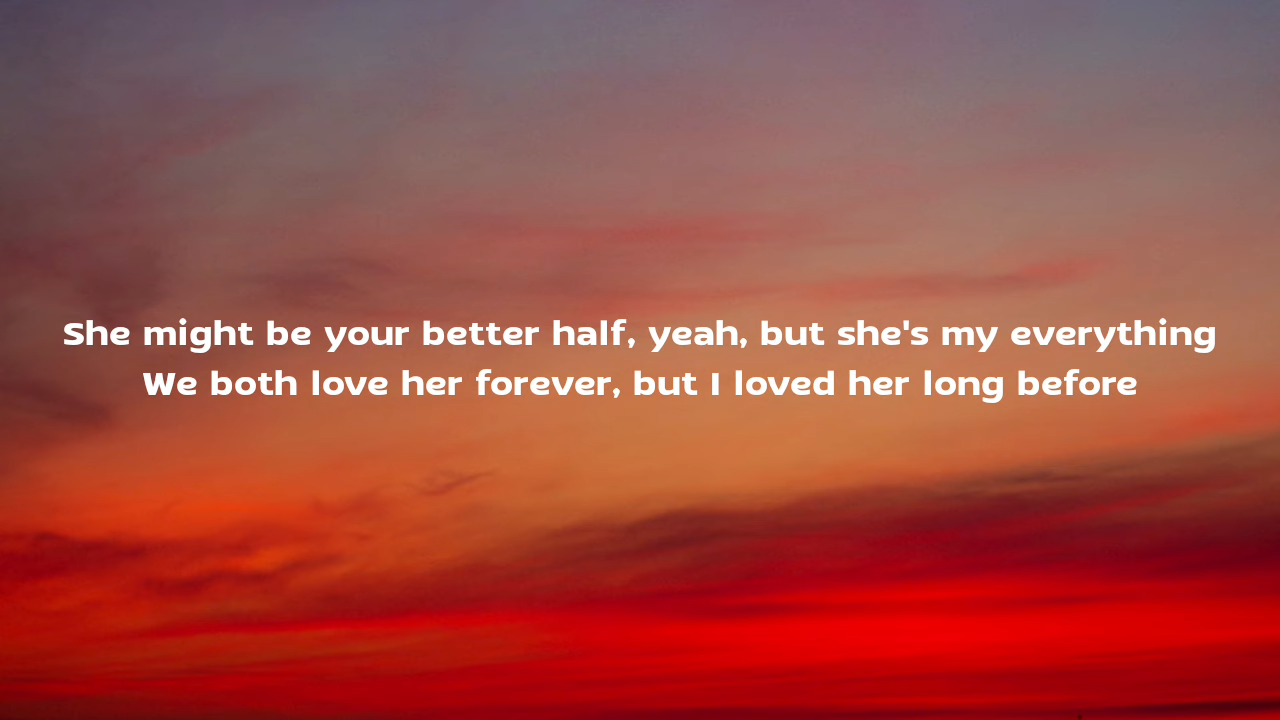 She might be your better half, yeah, but she's my everything
We both love her forever, but I loved her long before